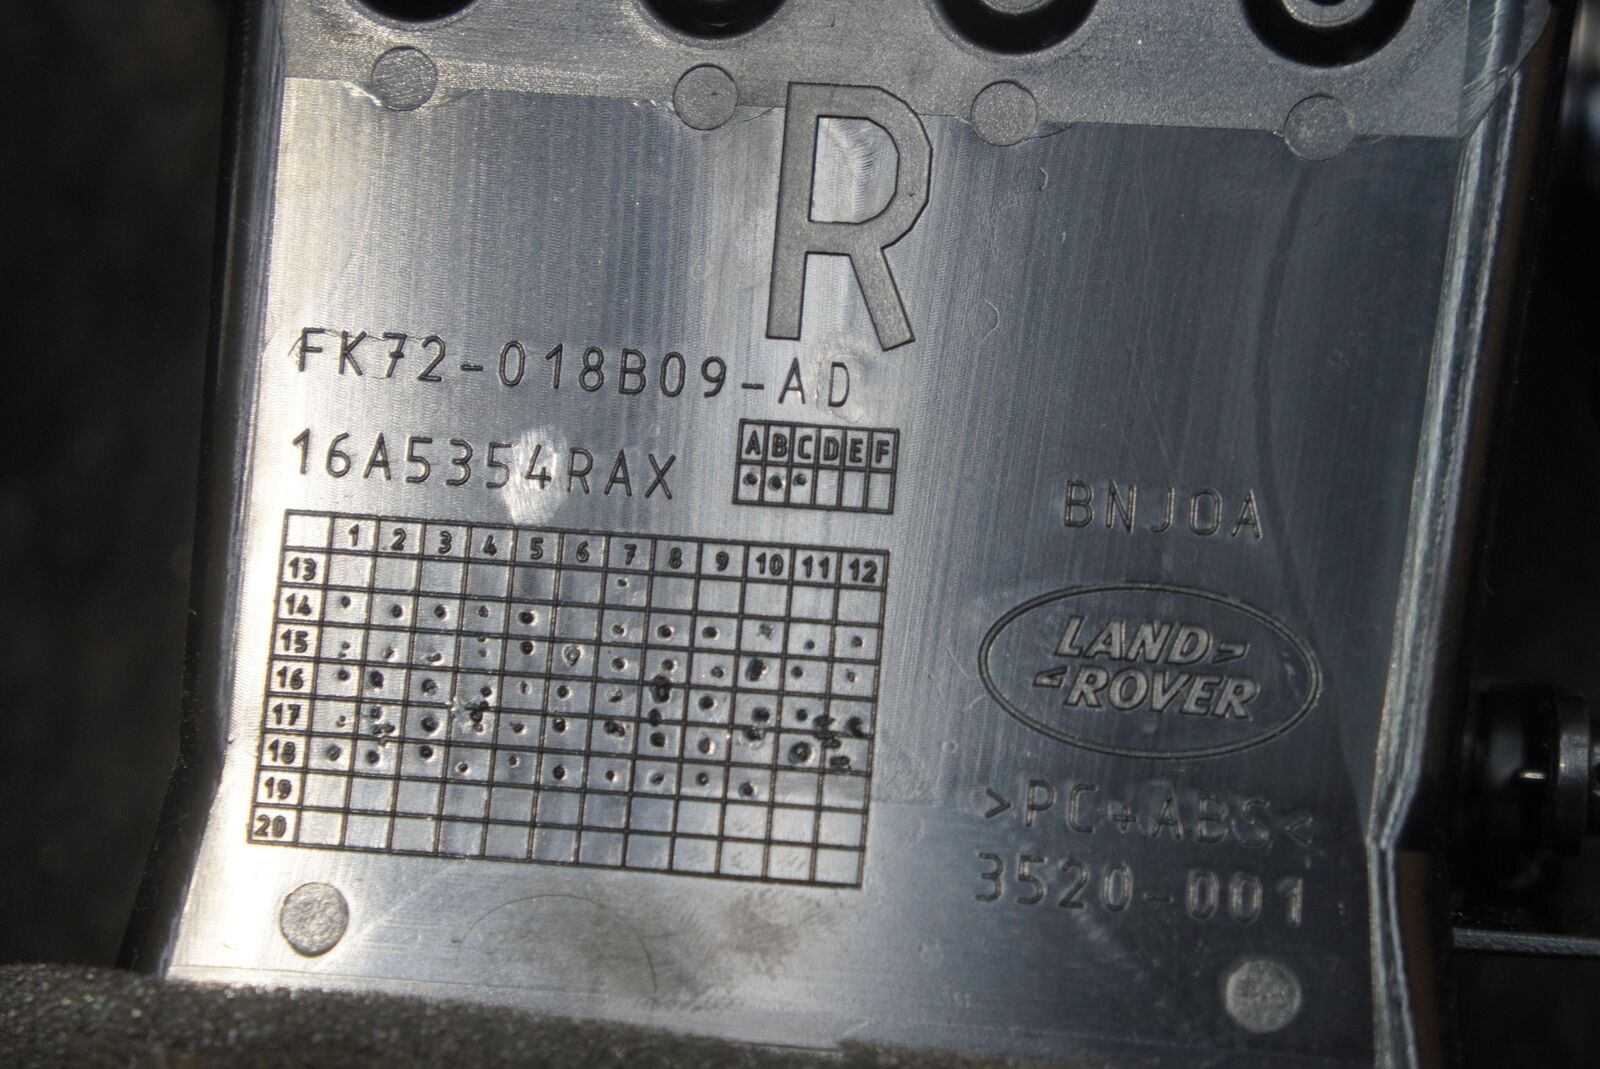 R
FK72-018B09-AD
16A5354RAX
A B C D E F
BNJOA
1 2 3 4 5 6 7 8 9 10 11 12
13
14
15
16
17
18
19
20
LAND
ROVER
>PC+ABS<
3520-001